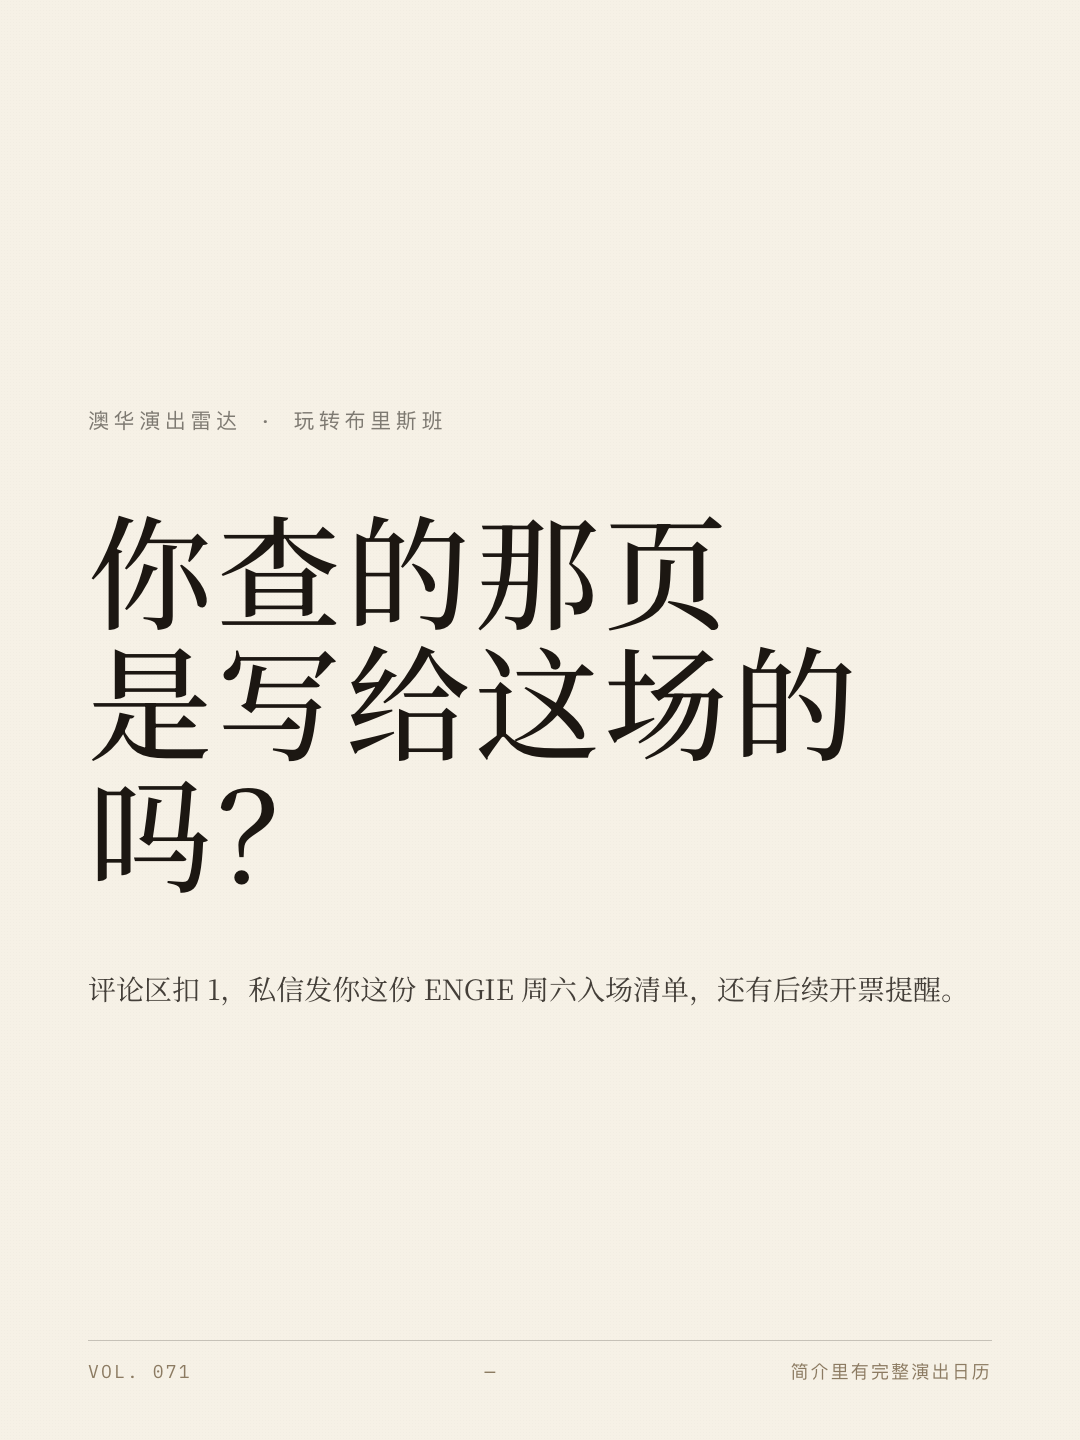 澳华演出雷达 · 玩转布里斯班
你查的那页
是写给这场的
吗?
评论区扣 1，私信发你这份 ENGIE 周六入场清单，还有后续开票提醒。
VOL. 071
—
简介里有完整演出日历